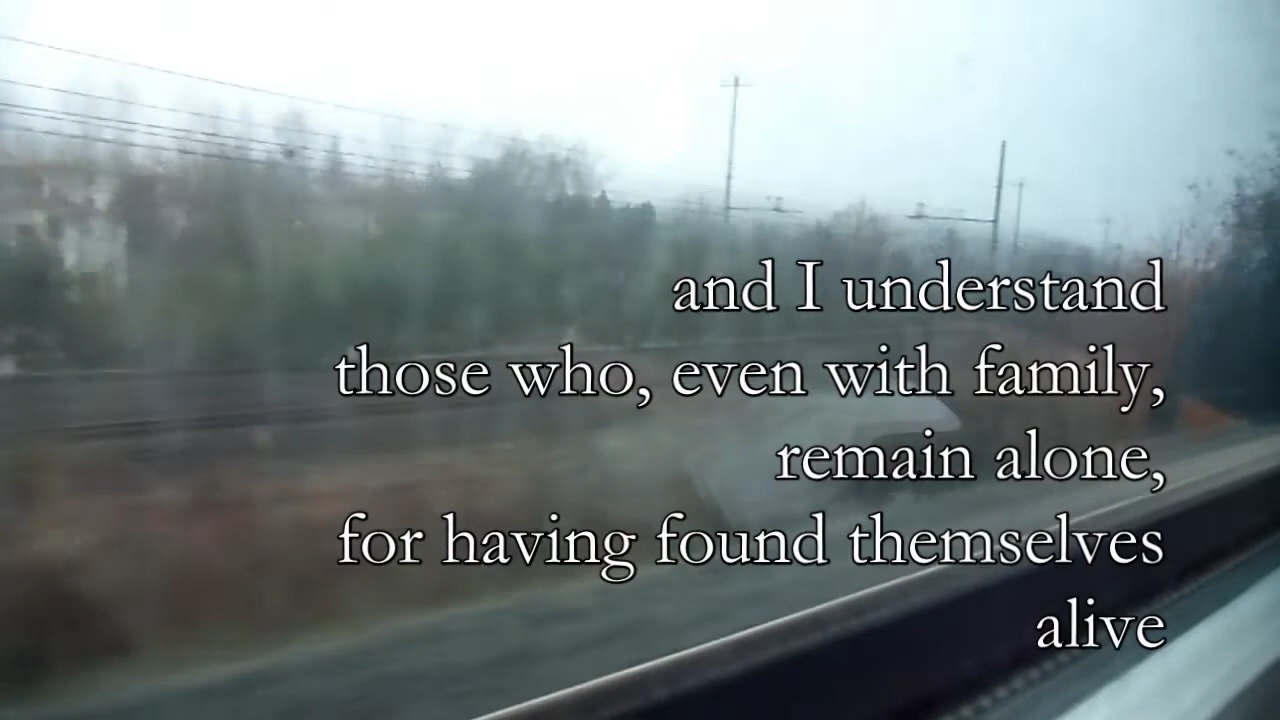 and I understand
those who, even with family,
remain alone,
for having found themselves
alive